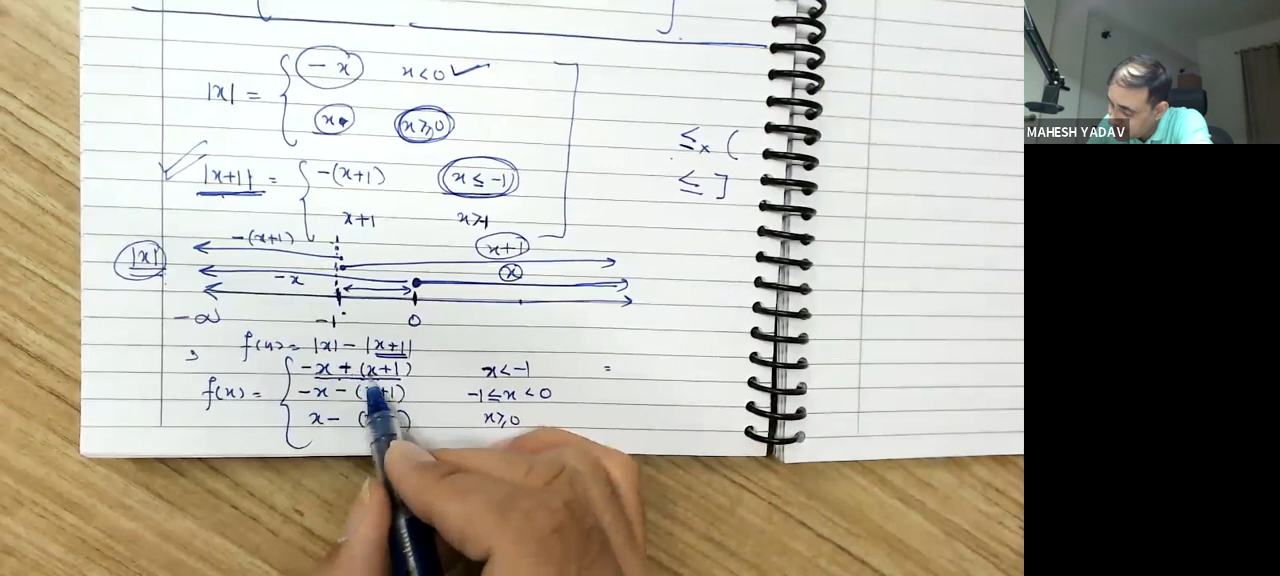 |x| = { -x   x<0 ✓
x   x≥0
|x+1| = { -(x+1)   x ≤ -1
x+1   x>-1
≤x (
≤ ]
-(x+1)   x+1
|x|   -x   x
-∞   -1   0
f(x) = |x| - |x+1|
f(x) = { -x + (x+1)   x<-1   =
-x - (x+1)   -1≤x<0
x - (   x≥0
MAHESH YADAV